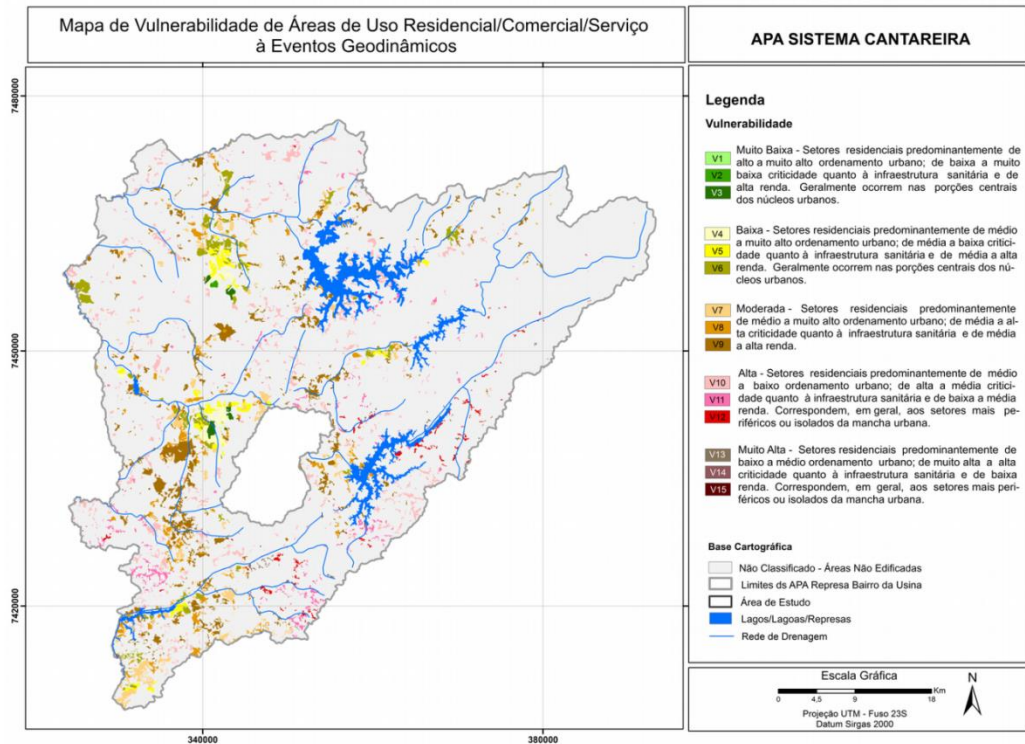 Mapa de Vulnerabilidade de Áreas de Uso Residencial/Comercial/Serviço
à Eventos Geodinâmicos
APA SISTEMA CANTAREIRA
7480000
7450000
7420000
340000
380000
Legenda
Vulnerabilidade
V1
V2
V3
Muito Baixa - Setores residenciais predominantemente de
alto a muito alto ordenamento urbano; de baixa a muito
baixa criticidade quanto à infraestrutura sanitária e de
alta renda. Geralmente ocorrem nas porções centrais
dos núcleos urbanos.
V4
V5
V6
Baixa - Setores residenciais predominantemente de médio
a muito alto ordenamento urbano; de média a baixa critici-
dade quanto à infraestrutura sanitária e de média a alta
renda. Geralmente ocorrem nas porções centrais dos nú-
cleos urbanos.
V7
V8
V9
Moderada - Setores residenciais predominantemente
de médio a muito alto ordenamento urbano; de média a al-
ta criticidade quanto à infraestrutura sanitária e de média
a alta renda.
V10
V11
V12
Alta - Setores residenciais predominantemente de médio
a baixo ordenamento urbano; de alta a média critici-
dade quanto à infraestrutura sanitária e de baixa a média
renda. Correspondem, em geral, aos setores mais pe-
riféricos ou isolados da mancha urbana.
V13
V14
V15
Muito Alta - Setores residenciais predominantemente de
baixo a médio ordenamento urbano; de muito alta a alta
criticidade quanto à infraestrutura sanitária e de baixa
renda. Correspondem, em geral, aos setores mais peri-
féricos ou isolados da mancha urbana.
Base Cartográfica
Não Classificado - Áreas Não Edificadas
Limites ds APA Represa Bairro da Usina
Área de Estudo
Lagos/Lagoas/Represas
Rede de Drenagem
Escala Gráfica
0 4,5 9 18 Km
N
Projeção UTM - Fuso 23S
Datum Sirgas 2000